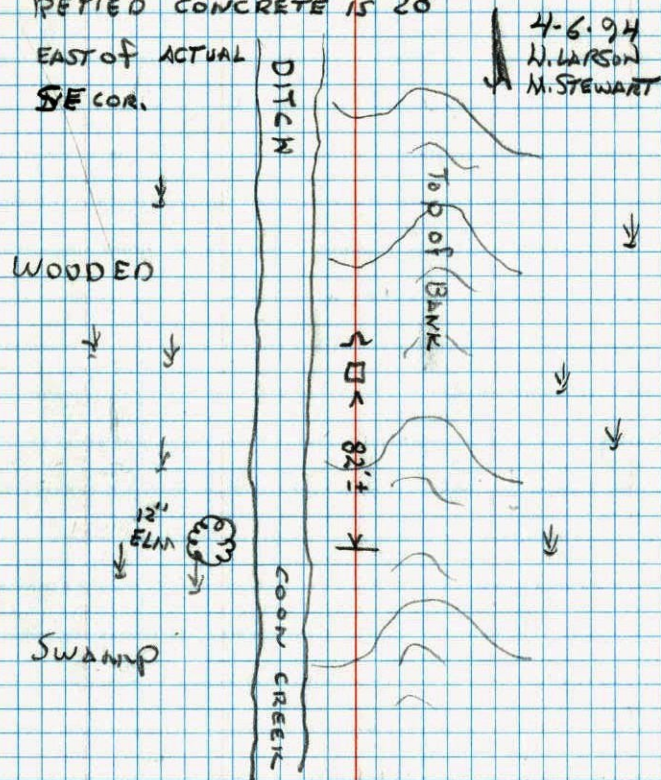 RETIED CONCRETE IS 20
EAST of ACTUAL
SE COR.
4-6-94
W. LARSON
M. STEWART
DITCH
TOP of BANK
WOODED
82'±
12"
ELM
COON CREEK
SWAMP